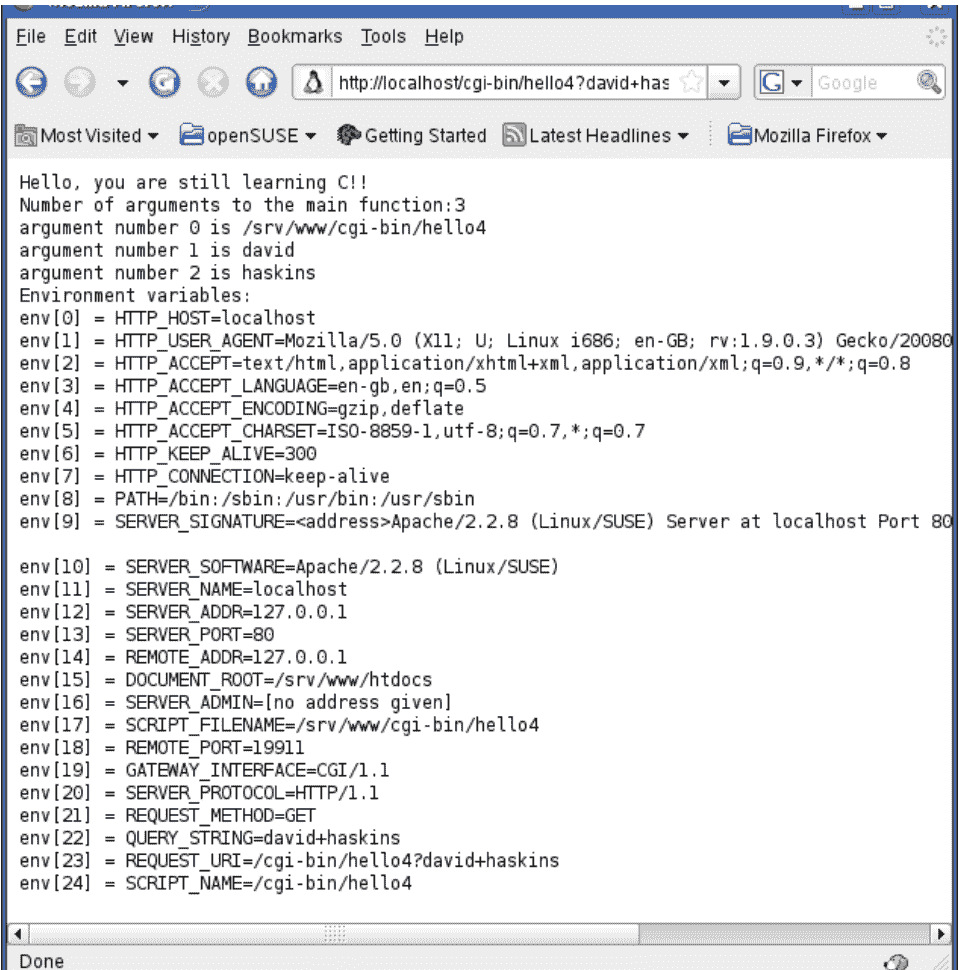 File Edit View History Bookmarks Tools Help
http://localhost/cgi-bin/hello4?david+has
G Google
Most Visited openSUSE Getting Started Latest Headlines Mozilla Firefox
Hello, you are still learning C!!
Number of arguments to the main function:3
argument number 0 is /srv/www/cgi-bin/hello4
argument number 1 is david
argument number 2 is haskins
Environment variables:
env[0] = HTTP_HOST=localhost
env[1] = HTTP_USER_AGENT=Mozilla/5.0 (X11; U; Linux i686; en-GB; rv:1.9.0.3) Gecko/20080
env[2] = HTTP_ACCEPT=text/html,application/xhtml+xml,application/xml;q=0.9,*/*;q=0.8
env[3] = HTTP_ACCEPT_LANGUAGE=en-gb,en;q=0.5
env[4] = HTTP_ACCEPT_ENCODING=gzip,deflate
env[5] = HTTP_ACCEPT_CHARSET=ISO-8859-1,utf-8;q=0.7,*;q=0.7
env[6] = HTTP_KEEP_ALIVE=300
env[7] = HTTP_CONNECTION=keep-alive
env[8] = PATH=/bin:/sbin:/usr/bin:/usr/sbin
env[9] = SERVER_SIGNATURE=<address>Apache/2.2.8 (Linux/SUSE) Server at localhost Port 80
env[10] = SERVER_SOFTWARE=Apache/2.2.8 (Linux/SUSE)
env[11] = SERVER_NAME=localhost
env[12] = SERVER_ADDR=127.0.0.1
env[13] = SERVER_PORT=80
env[14] = REMOTE_ADDR=127.0.0.1
env[15] = DOCUMENT_ROOT=/srv/www/htdocs
env[16] = SERVER_ADMIN=[no address given]
env[17] = SCRIPT_FILENAME=/srv/www/cgi-bin/hello4
env[18] = REMOTE_PORT=19911
env[19] = GATEWAY_INTERFACE=CGI/1.1
env[20] = SERVER_PROTOCOL=HTTP/1.1
env[21] = REQUEST_METHOD=GET
env[22] = QUERY_STRING=david+haskins
env[23] = REQUEST_URI=/cgi-bin/hello4?david+haskins
env[24] = SCRIPT_NAME=/cgi-bin/hello4
Done